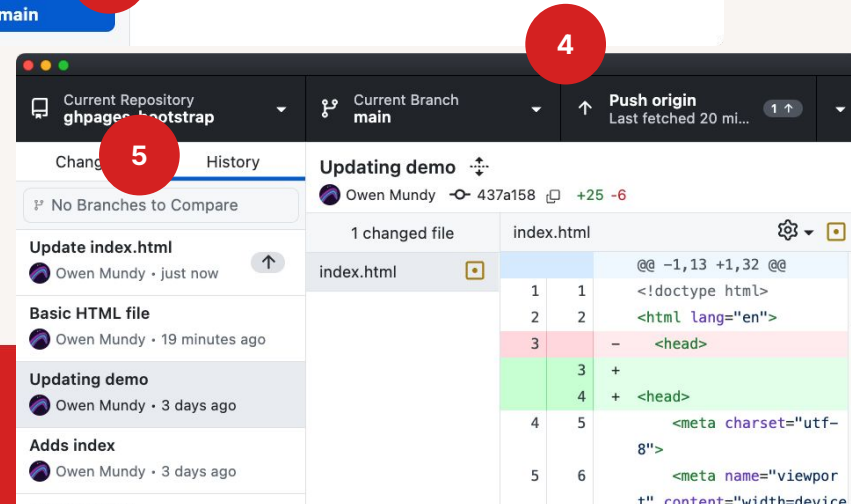 main
4
Current Repository
ghpages_bootstrap
Current Branch
main
Push origin
Last fetched 20 mi...
1
5
Chang
History
No Branches to Compare
Update index.html
Owen Mundy • just now
Basic HTML file
Owen Mundy • 19 minutes ago
Updating demo
Owen Mundy • 3 days ago
Adds index
Owen Mundy • 3 days ago
Updating demo
Owen Mundy 437a158 +25 -6
1 changed file
index.html
index.html
@@ -1,13 +1,32 @@
1 1 <!doctype html>
2 2 <html lang="en">
3 - <head>
3 +
4 + <head>
4 5 <meta charset="utf-
8">
5 6 <meta name="viewpor
t" content="width=device